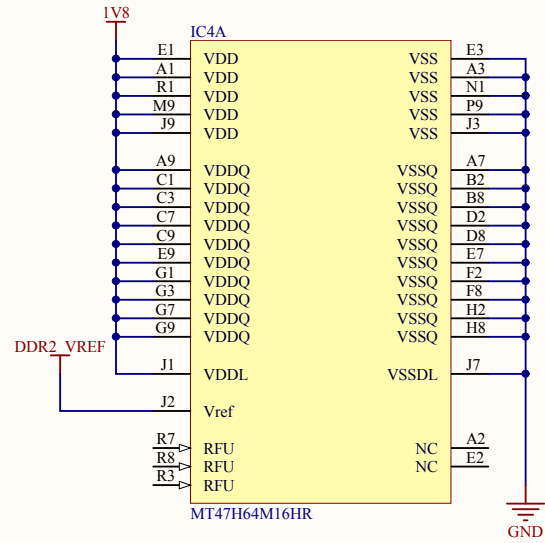 1V8
IC4A
E1 VDD VSS E3
A1 VDD VSS A3
R1 VDD VSS N1
M9 VDD VSS P9
J9 VDD VSS J3
A9 VDDQ VSSQ A7
C1 VDDQ VSSQ B2
C3 VDDQ VSSQ B8
C7 VDDQ VSSQ D2
C9 VDDQ VSSQ D8
E9 VDDQ VSSQ E7
G1 VDDQ VSSQ F2
G3 VDDQ VSSQ F8
G7 VDDQ VSSQ H2
G9 VDDQ VSSQ H8
DDR2_VREF
J1 VDDL VSSDL J7
J2 Vref
R7 RFU NC A2
R8 RFU NC E2
R3 RFU
MT47H64M16HR
GND